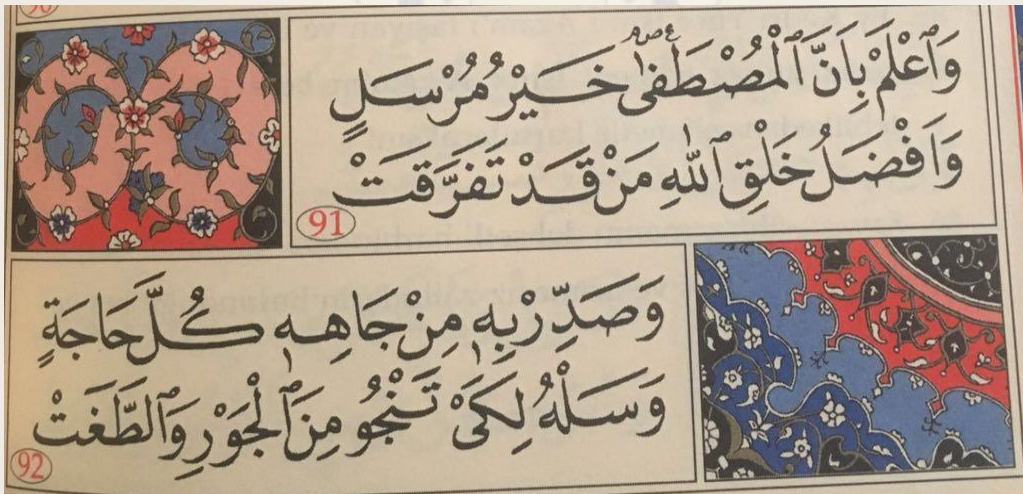 وَٱعْلَمْ بِاَنَّ ٱلْمُصْطَفٰى خَيْرُ مُرْسَلٍ
وَاَفْضَلُ خَلْقِ ٱللّٰهِ مَنْ قَدْ تَفَرَّقَتْ
91
وَصَدِّرْ بِهٖ مِنْ جَاهِهٖ كُلَّ حَاجَةٍ
وَسَلْهُ لِكَىْ تَنْجُو مِنَ ٱلْجَوْرِ وَٱلطَّغَتْ
92